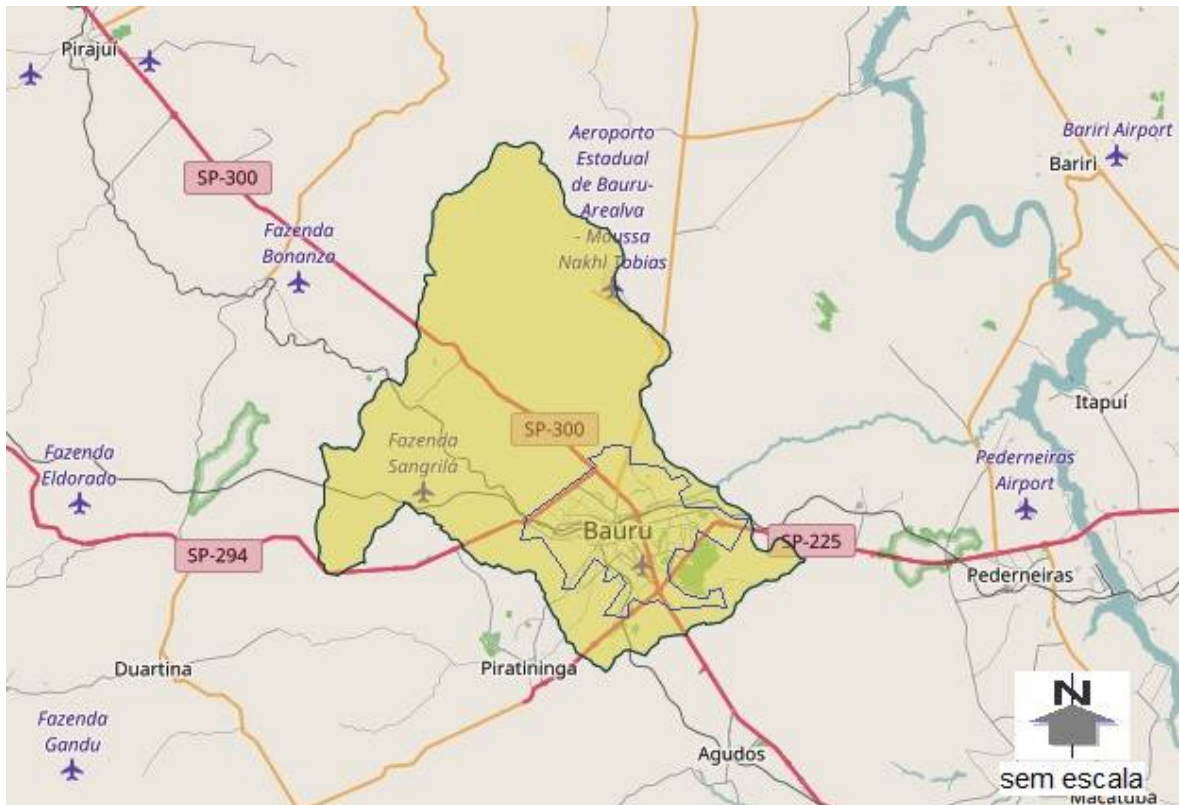 Pirajuí
SP-300
Fazenda
Bonanza
Aeroporto
Estadual
de Bauru-
Arealva
- Moussa
Nakhl Tobias
Bariri Airport
Bariri
Itapuí
SP-300
Fazenda
Sangrilá
Fazenda
Eldorado
Pederneiras
Airport
Bauru
SP-294
SP-225
Pederneiras
Duartina
Piratininga
Fazenda
Gandu
Agudos
N
sem escala
Macatuba